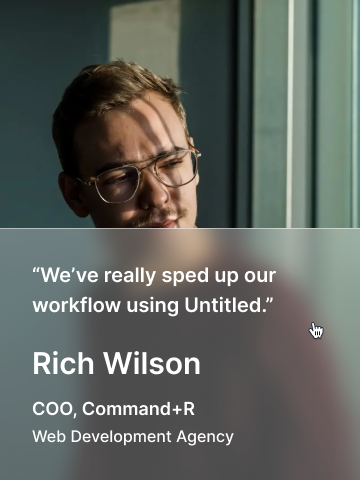 “We’ve really sped up our
workflow using Untitled.”
Rich Wilson
COO, Command+R
Web Development Agency